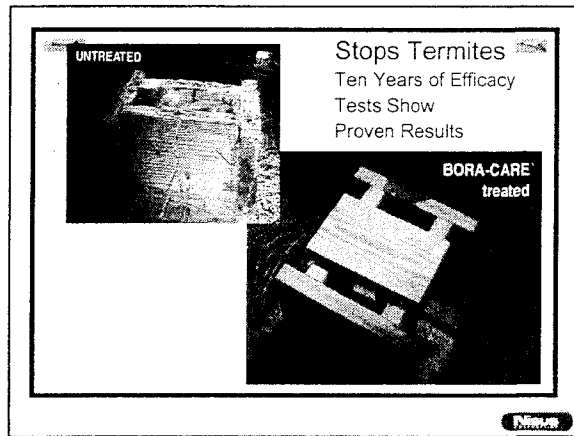 UNTREATED
Stops Termites
Ten Years of Efficacy
Tests Show
Proven Results
BORA-CARE
treated